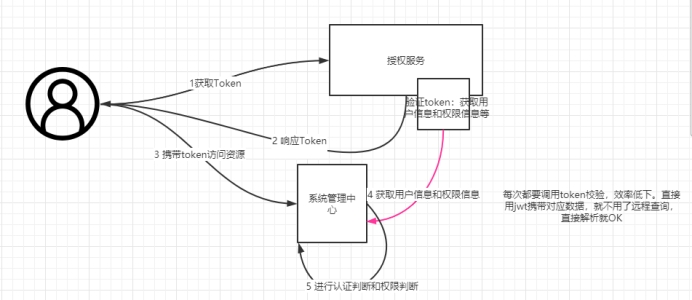 授权服务
1获取Token
验证token：获取用
户信息和权限信息等
2 响应Token
3 携带token访问资源
系统管理中
心
4 获取用户信息和权限信息
每次都要调用token校验，效率低下。直接
用jwt携带对应数据，就不用了远程查询，
直接解析就OK
5 进行认证判断和权限判断